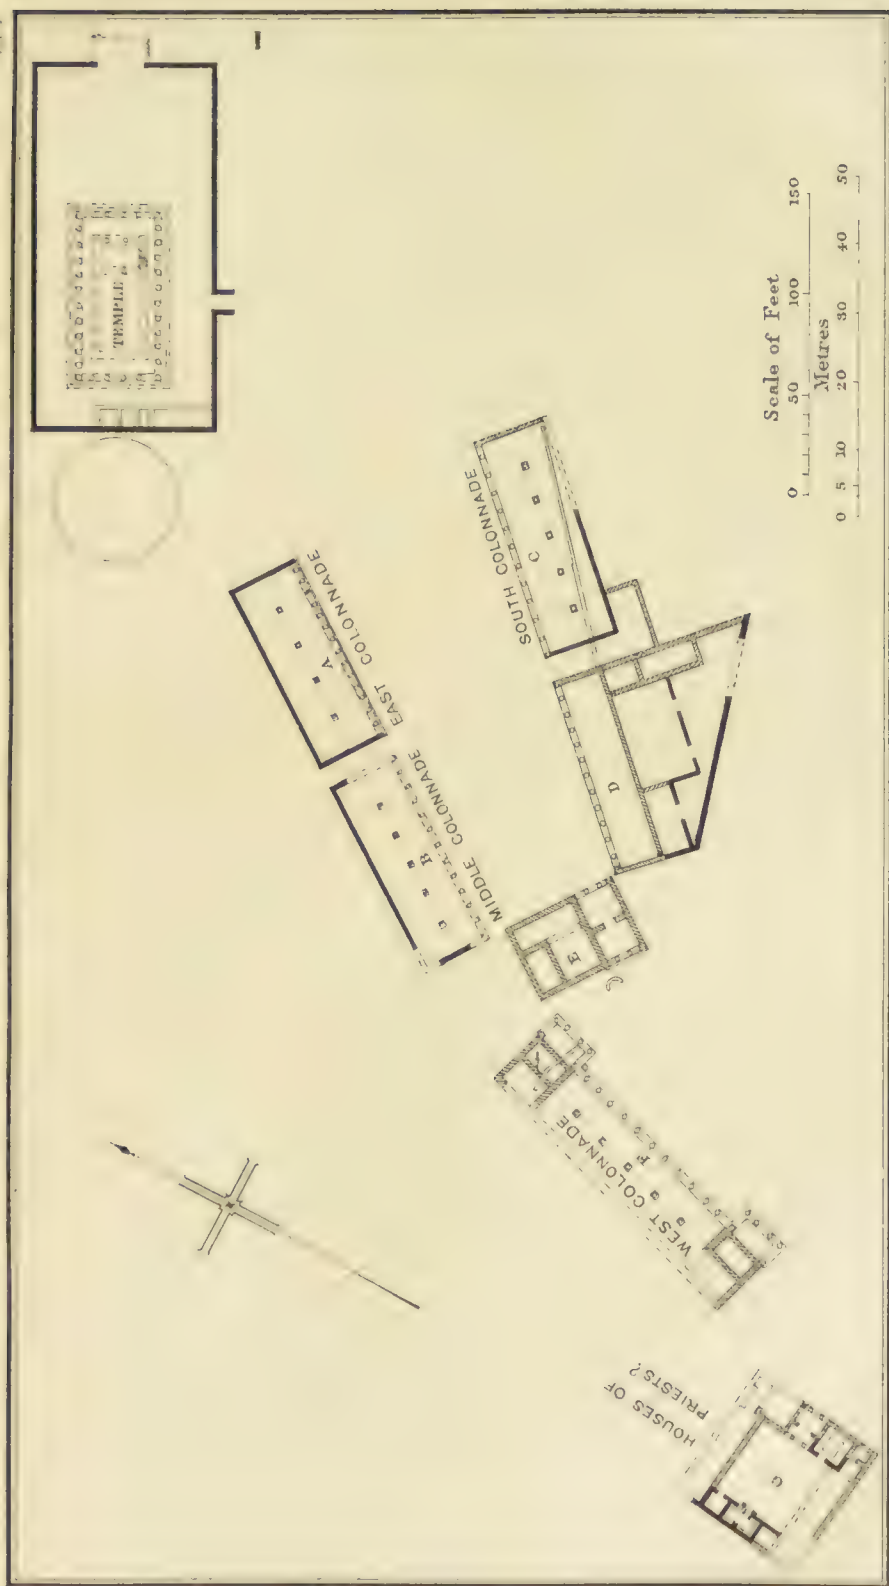 TEMPLE
EAST COLONNADE
A
MIDDLE COLONNADE
B
SOUTH COLONNADE
C
D
E
WEST COLONNADE
F
HOUSES OF
PRIESTS?
G
Scale of Feet
0 50 100 150
Metres
0 5 10 20 30 40 50